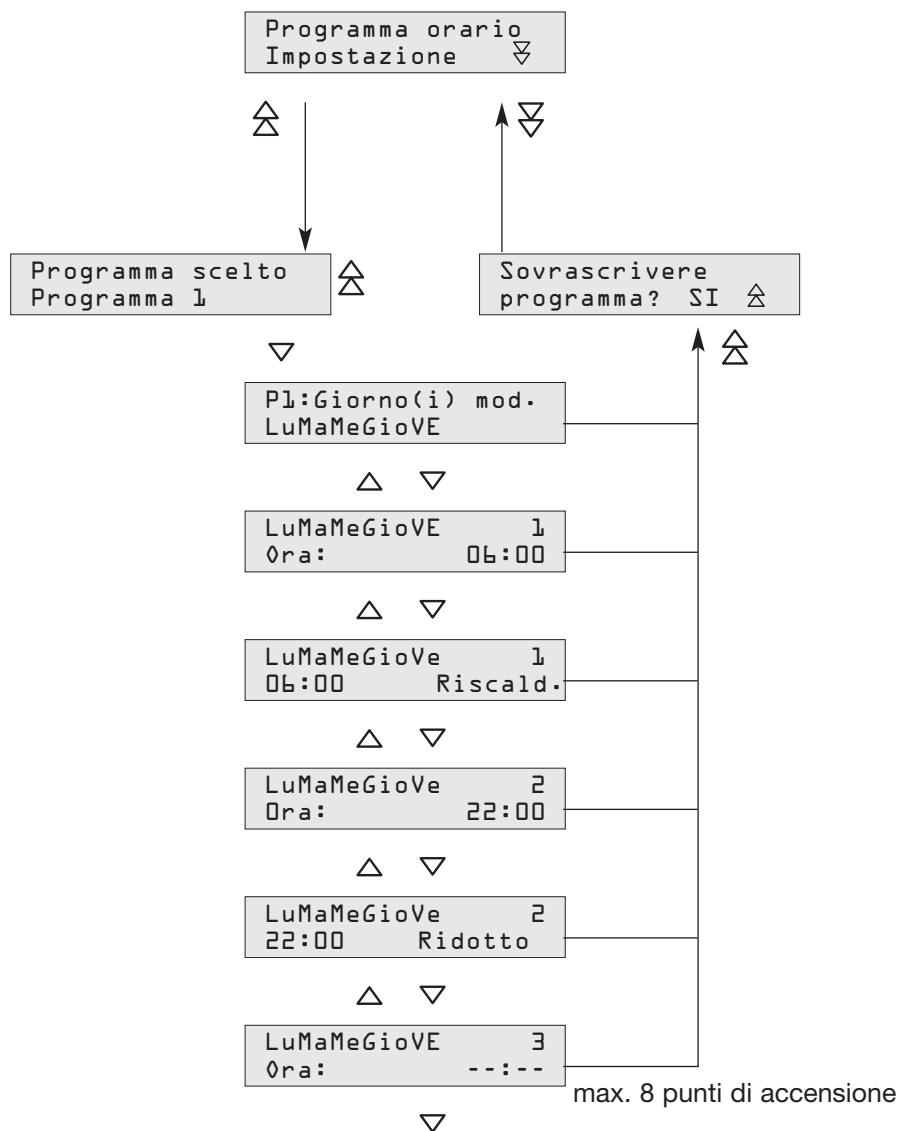 Programma orario
Impostazione
Programma scelto
Programma 1
Sovrascrivere
programma? SI
P1:Giorno(i) mod.
LuMaMeGioVE
LuMaMeGioVE 1
Ora: 06:00
LuMaMeGioVe 1
06:00 Riscald.
LuMaMeGioVe 2
Ora: 22:00
LuMaMeGioVe 2
22:00 Ridotto
LuMaMeGioVE 3
Ora: --:--
max. 8 punti di accensione